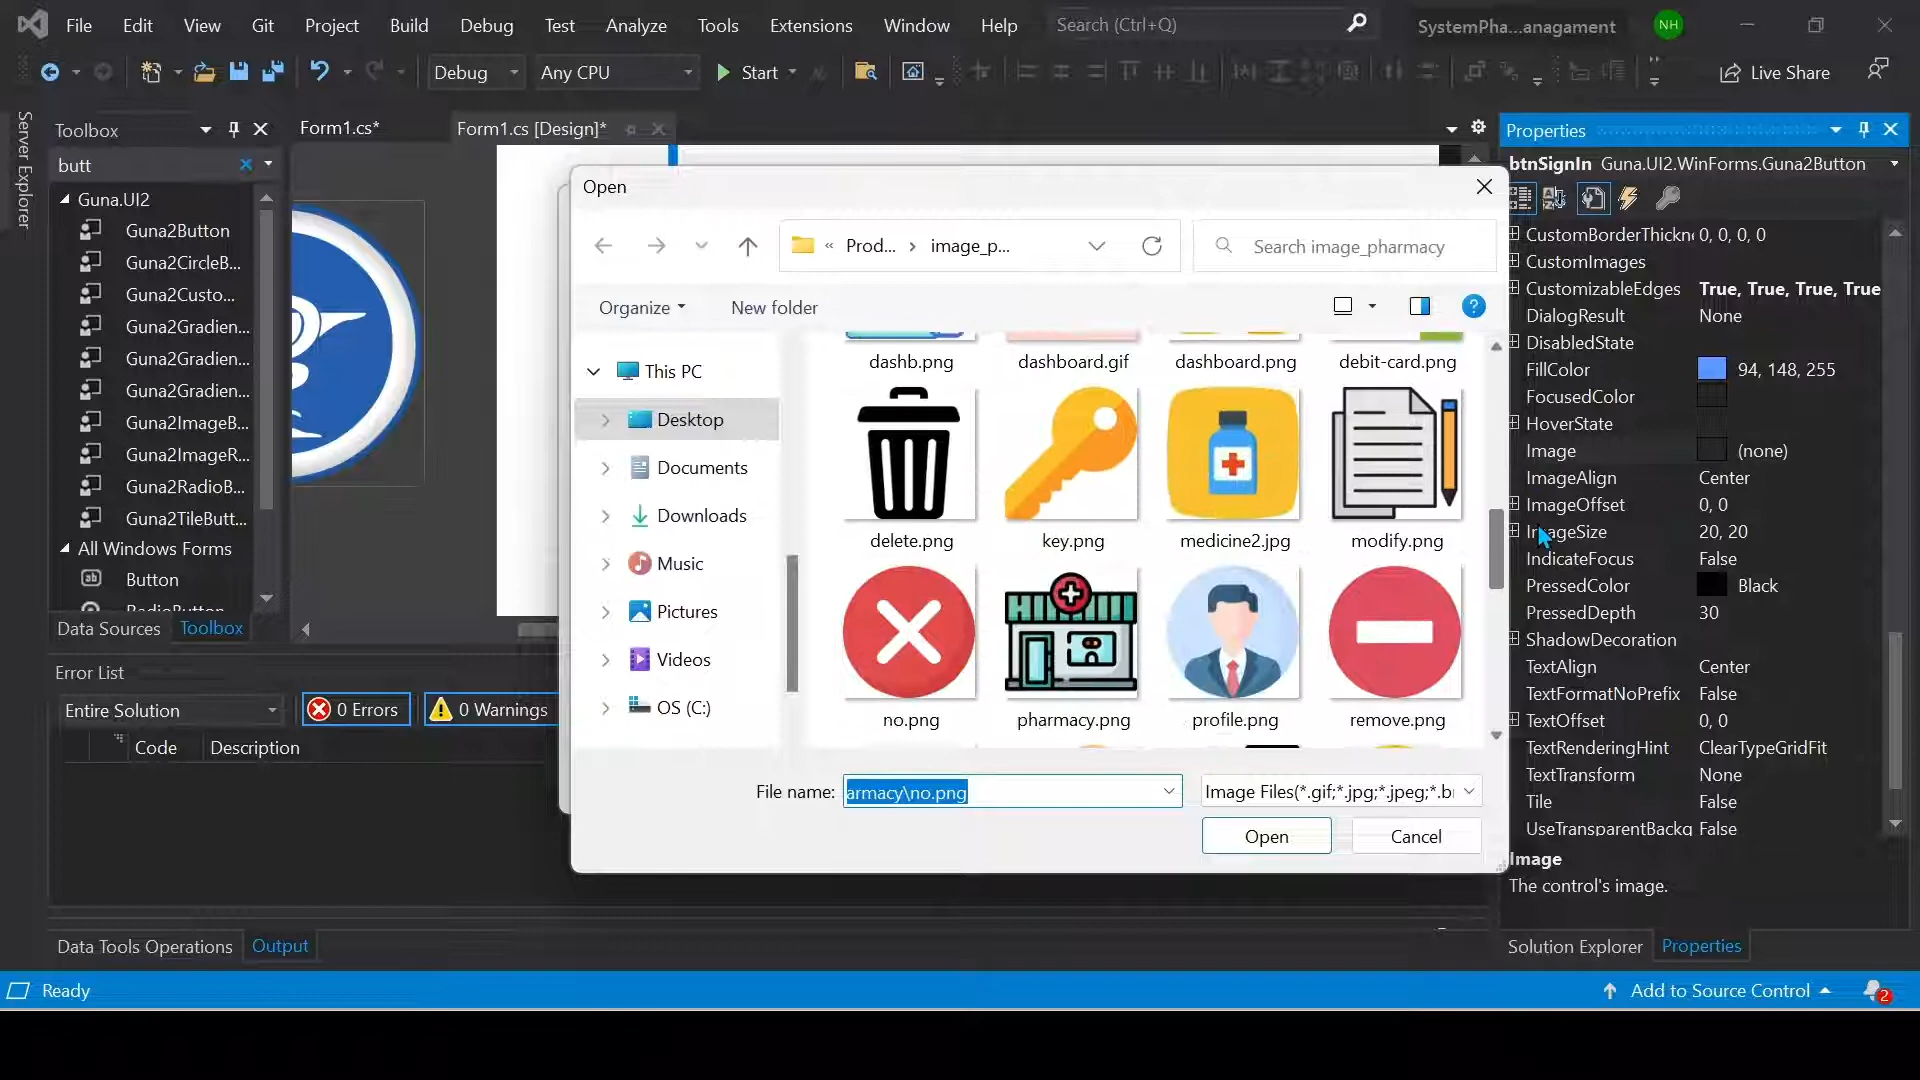 File Edit View Git Project Build Debug Test Analyze Tools Extensions Window Help Search (Ctrl+Q) SystemPha...anagament NH
Debug Any CPU Start Live Share
Server Explorer
Toolbox
butt
Guna.UI2
Guna2Button
Guna2CircleB...
Guna2Custo...
Guna2Gradien...
Guna2Gradien...
Guna2Gradien...
Guna2ImageB...
Guna2ImageR...
Guna2RadioB...
Guna2TileButt...
All Windows Forms
Button
RadioButton
Data Sources Toolbox
Form1.cs* Form1.cs [Design]*
Open
« Prod... › image_p... Search image_pharmacy
Organize New folder
This PC
Desktop
Documents
Downloads
Music
Pictures
Videos
OS (C:)
dashb.png dashboard.gif dashboard.png debit-card.png
delete.png key.png medicine2.jpg modify.png
no.png pharmacy.png profile.png remove.png
File name: armacy\no.png Image Files(*.gif;*.jpg;*.jpeg;*.b
Open Cancel
Error List
Entire Solution 0 Errors 0 Warnings
Code Description
Data Tools Operations Output
Properties
btnSignIn Guna.UI2.WinForms.Guna2Button
CustomBorderThickn 0, 0, 0, 0
CustomImages
CustomizableEdges True, True, True, True
DialogResult None
DisabledState
FillColor 94, 148, 255
FocusedColor
HoverState
Image (none)
ImageAlign Center
ImageOffset 0, 0
ImageSize 20, 20
IndicateFocus False
PressedColor Black
PressedDepth 30
ShadowDecoration
TextAlign Center
TextFormatNoPrefix False
TextOffset 0, 0
TextRenderingHint ClearTypeGridFit
TextTransform None
Tile False
UseTransparentBackg False
Image
The control's image.
Solution Explorer Properties
Ready Add to Source Control 2